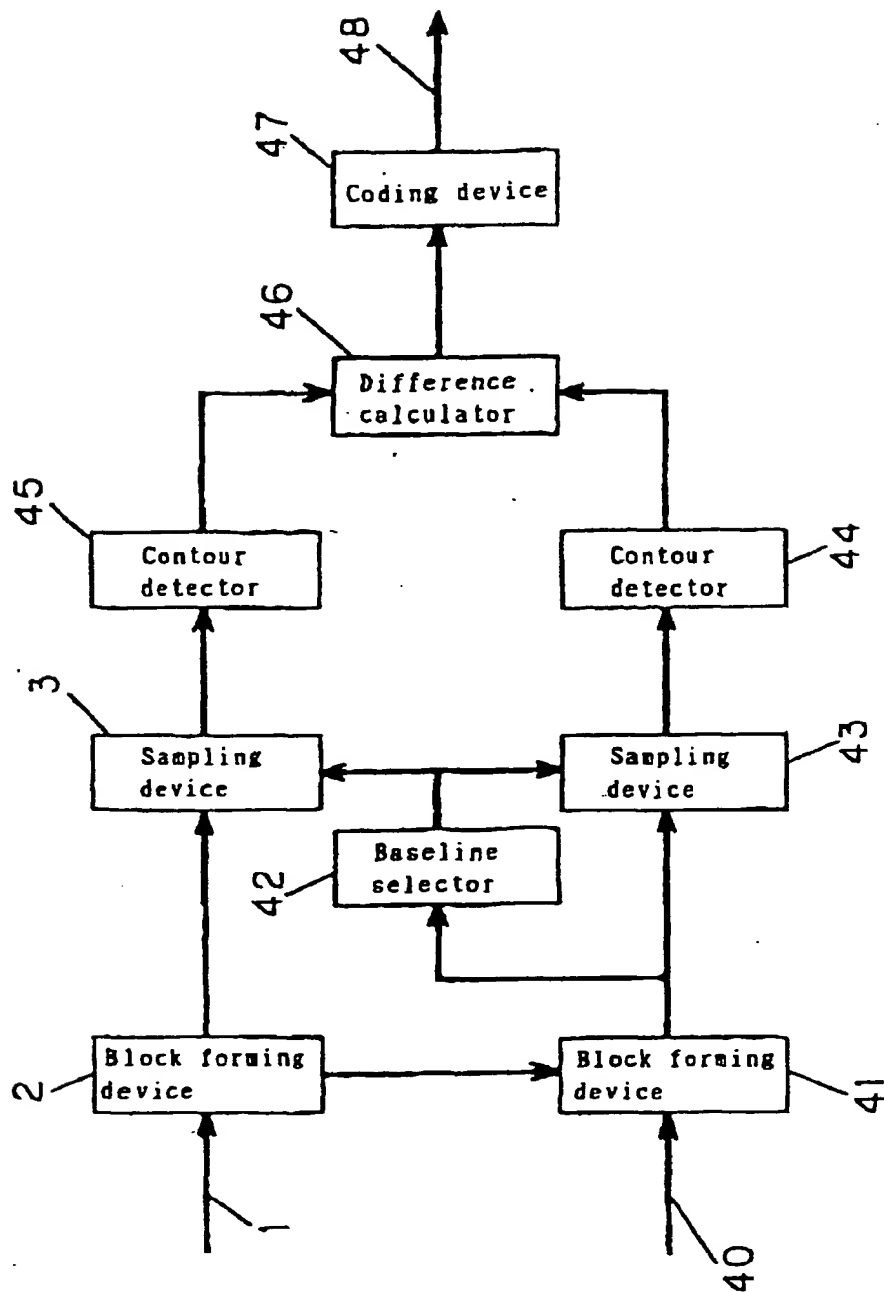 48
47
Coding device
46
Difference
calculator
45
Contour
detector
Contour
detector
44
3
Sampling
device
Sampling
device
43
Baseline
selector
42
2
Block forming
device
Block forming
device
41
1
40